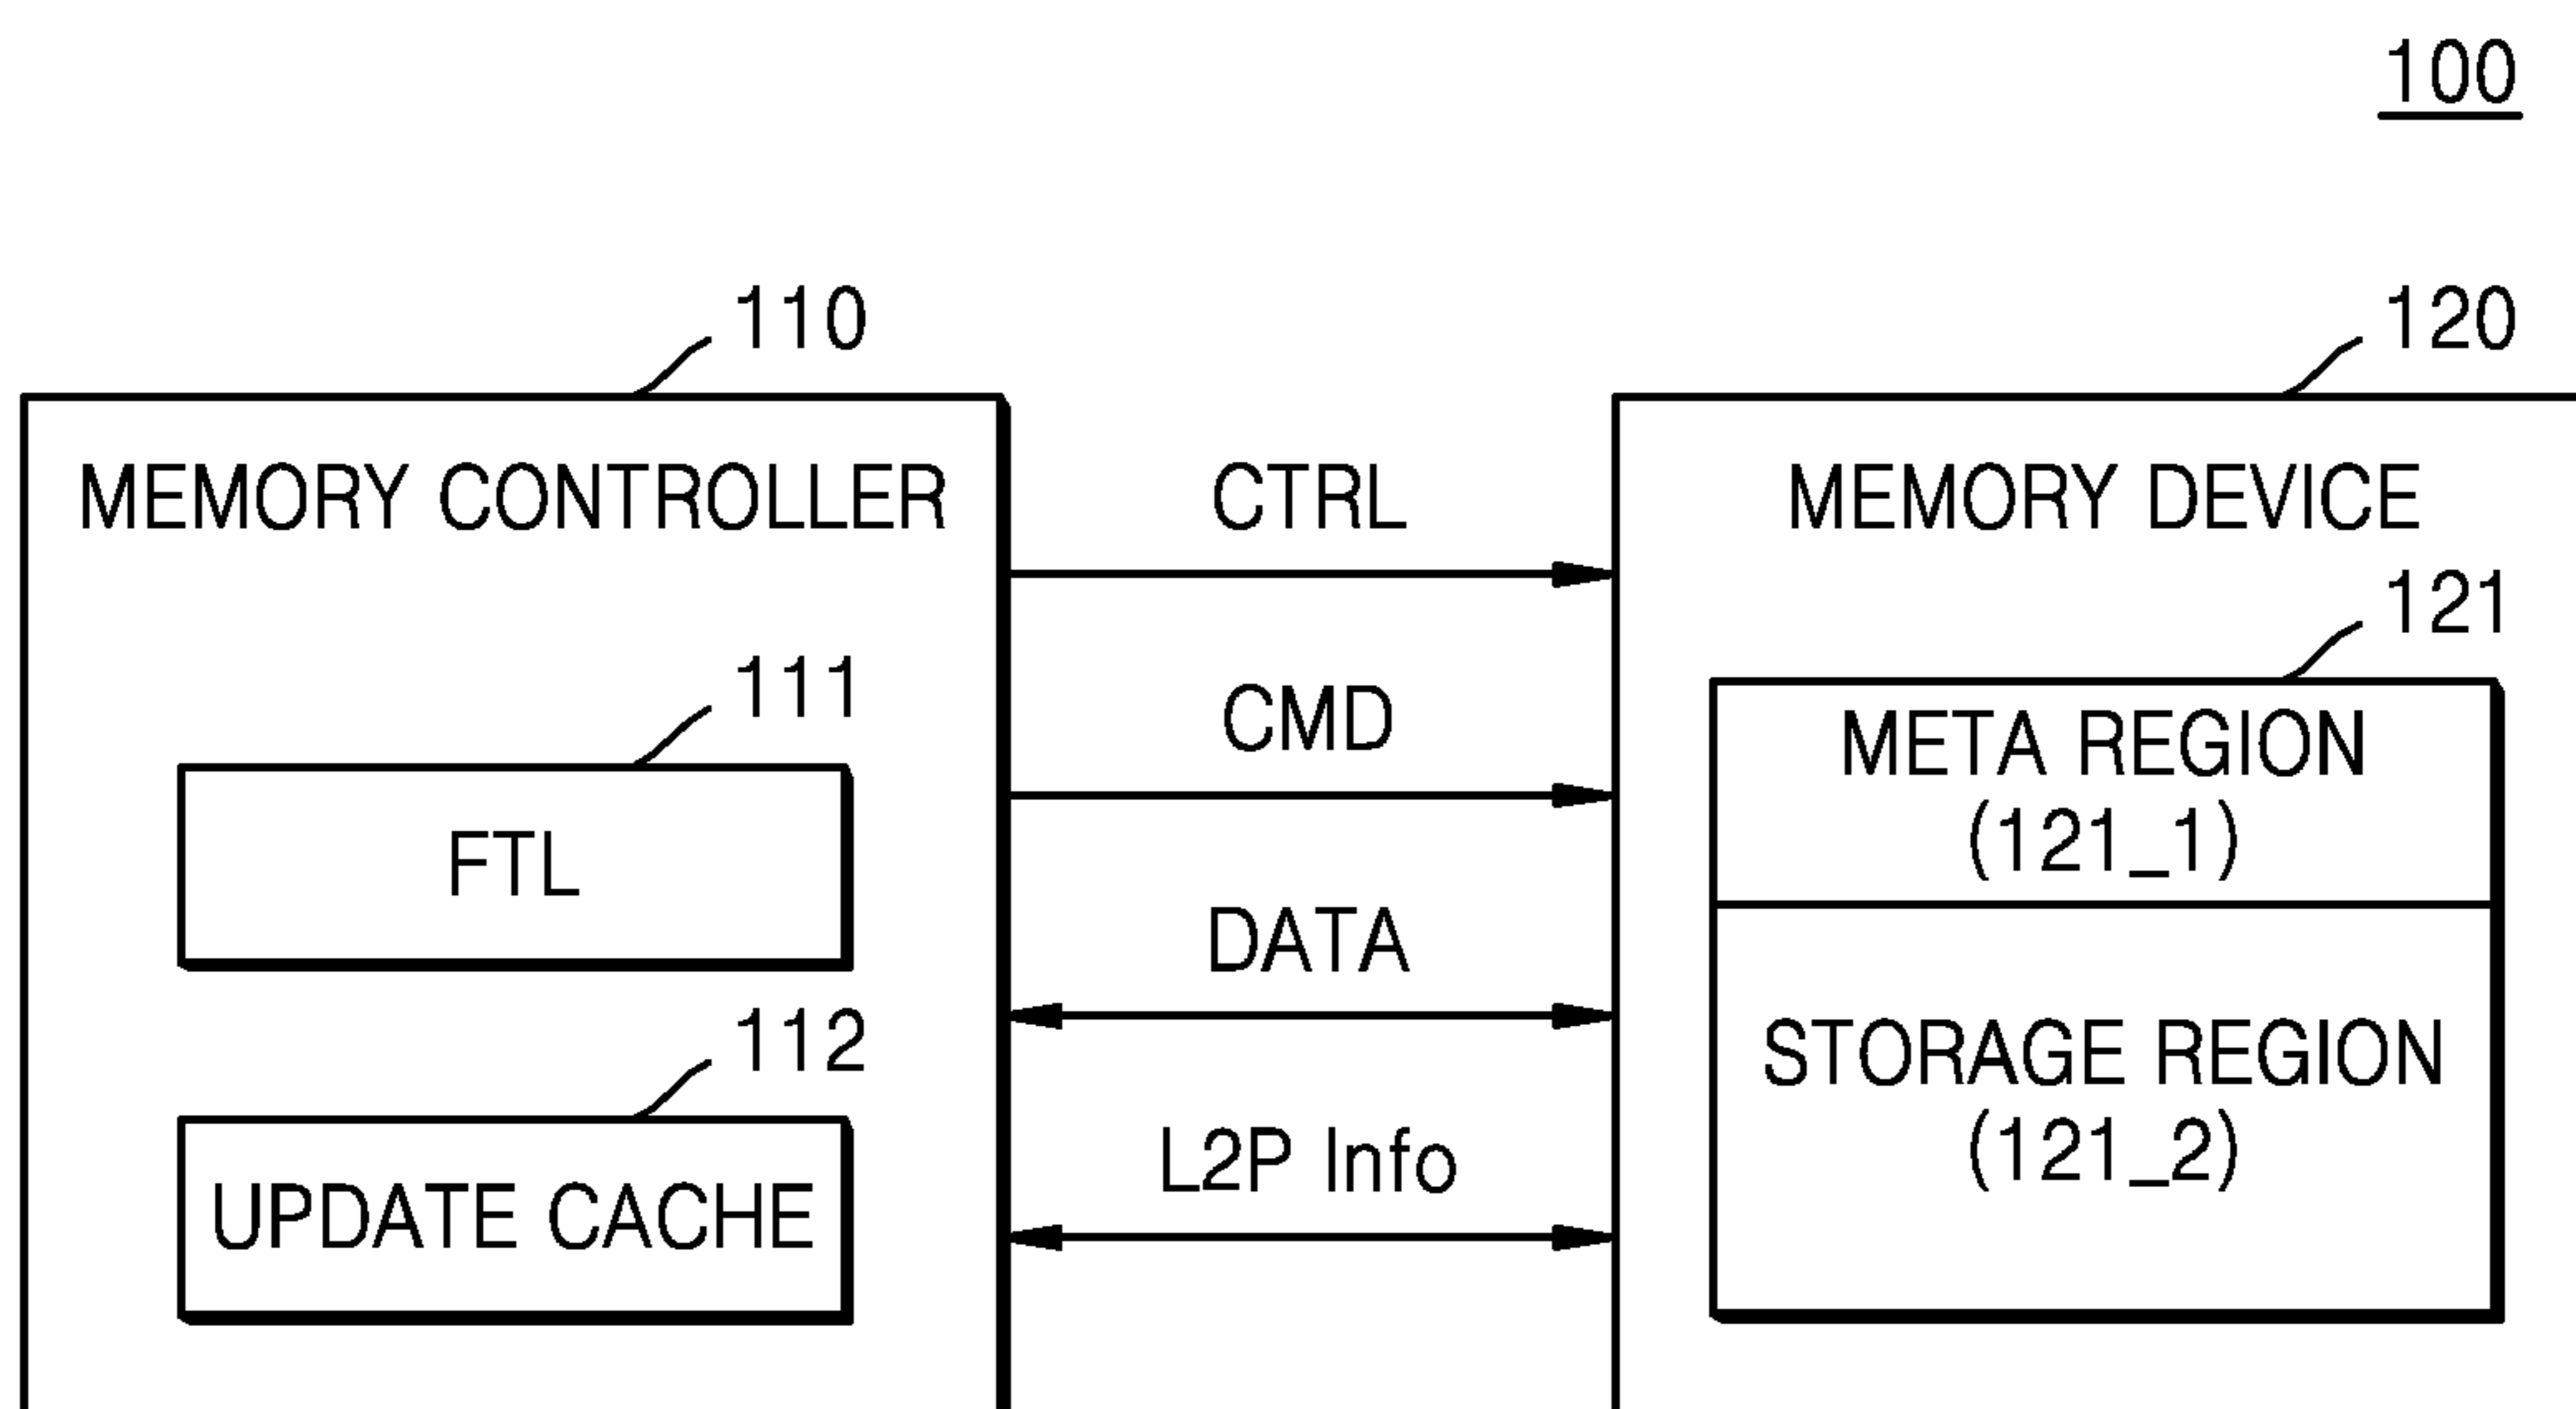 100
110
120
MEMORY CONTROLLER
CTRL
MEMORY DEVICE
121
111
CMD
META REGION
(121_1)
FTL
DATA
112
STORAGE REGION
(121_2)
L2P Info
UPDATE CACHE